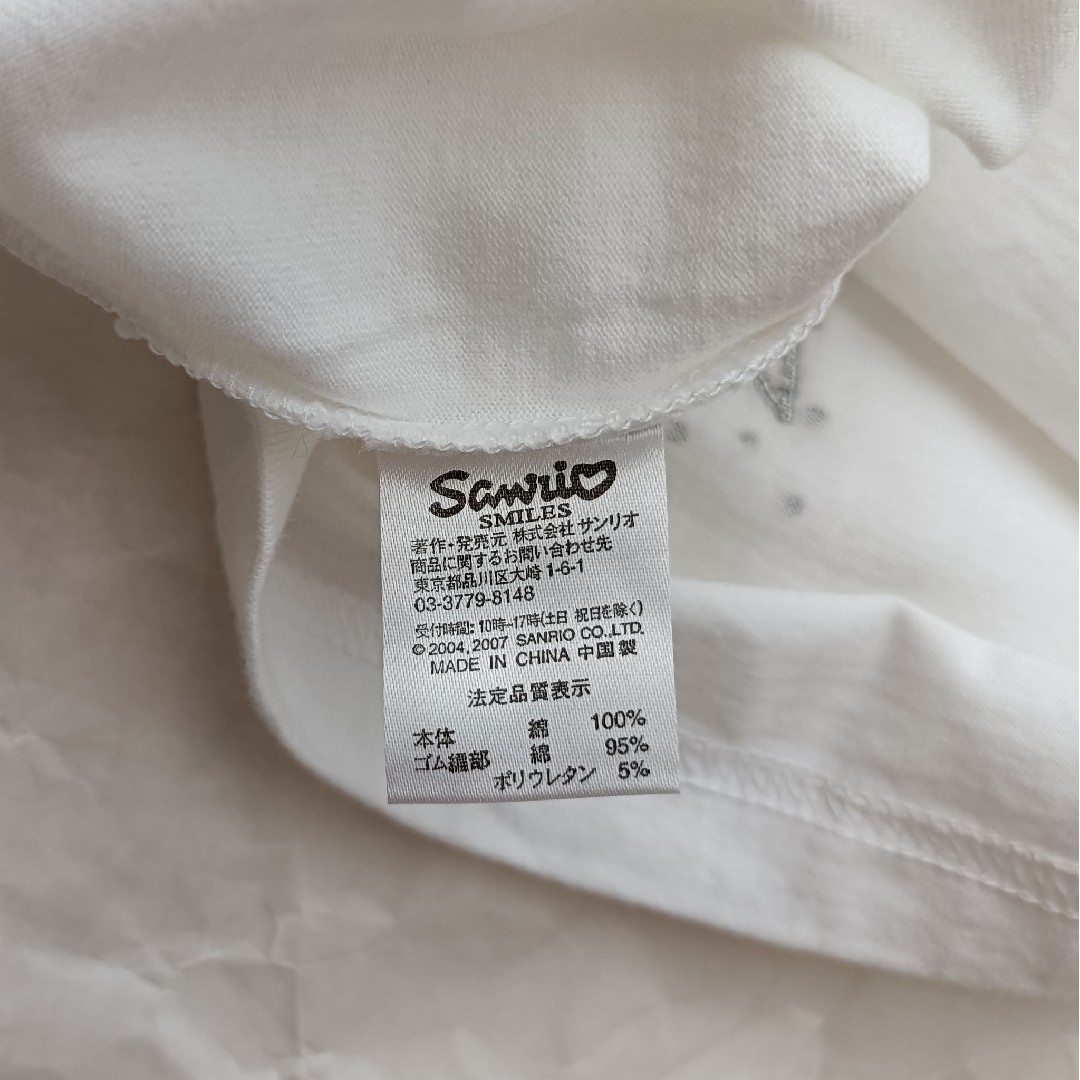 Sanrio
SMILES
著作・発売元 株式会社 サンリオ
商品に関するお問い合わせ先
東京都品川区大崎 1-6-1
03-3779-8148
受付時間: 10時~17時(土日 祝日を除く)
© 2004, 2007 SANRIO CO.,LTD.
MADE IN CHINA 中国製
法定品質表示
本体 綿 100%
ゴム編部 綿 95%
ポリウレタン 5%